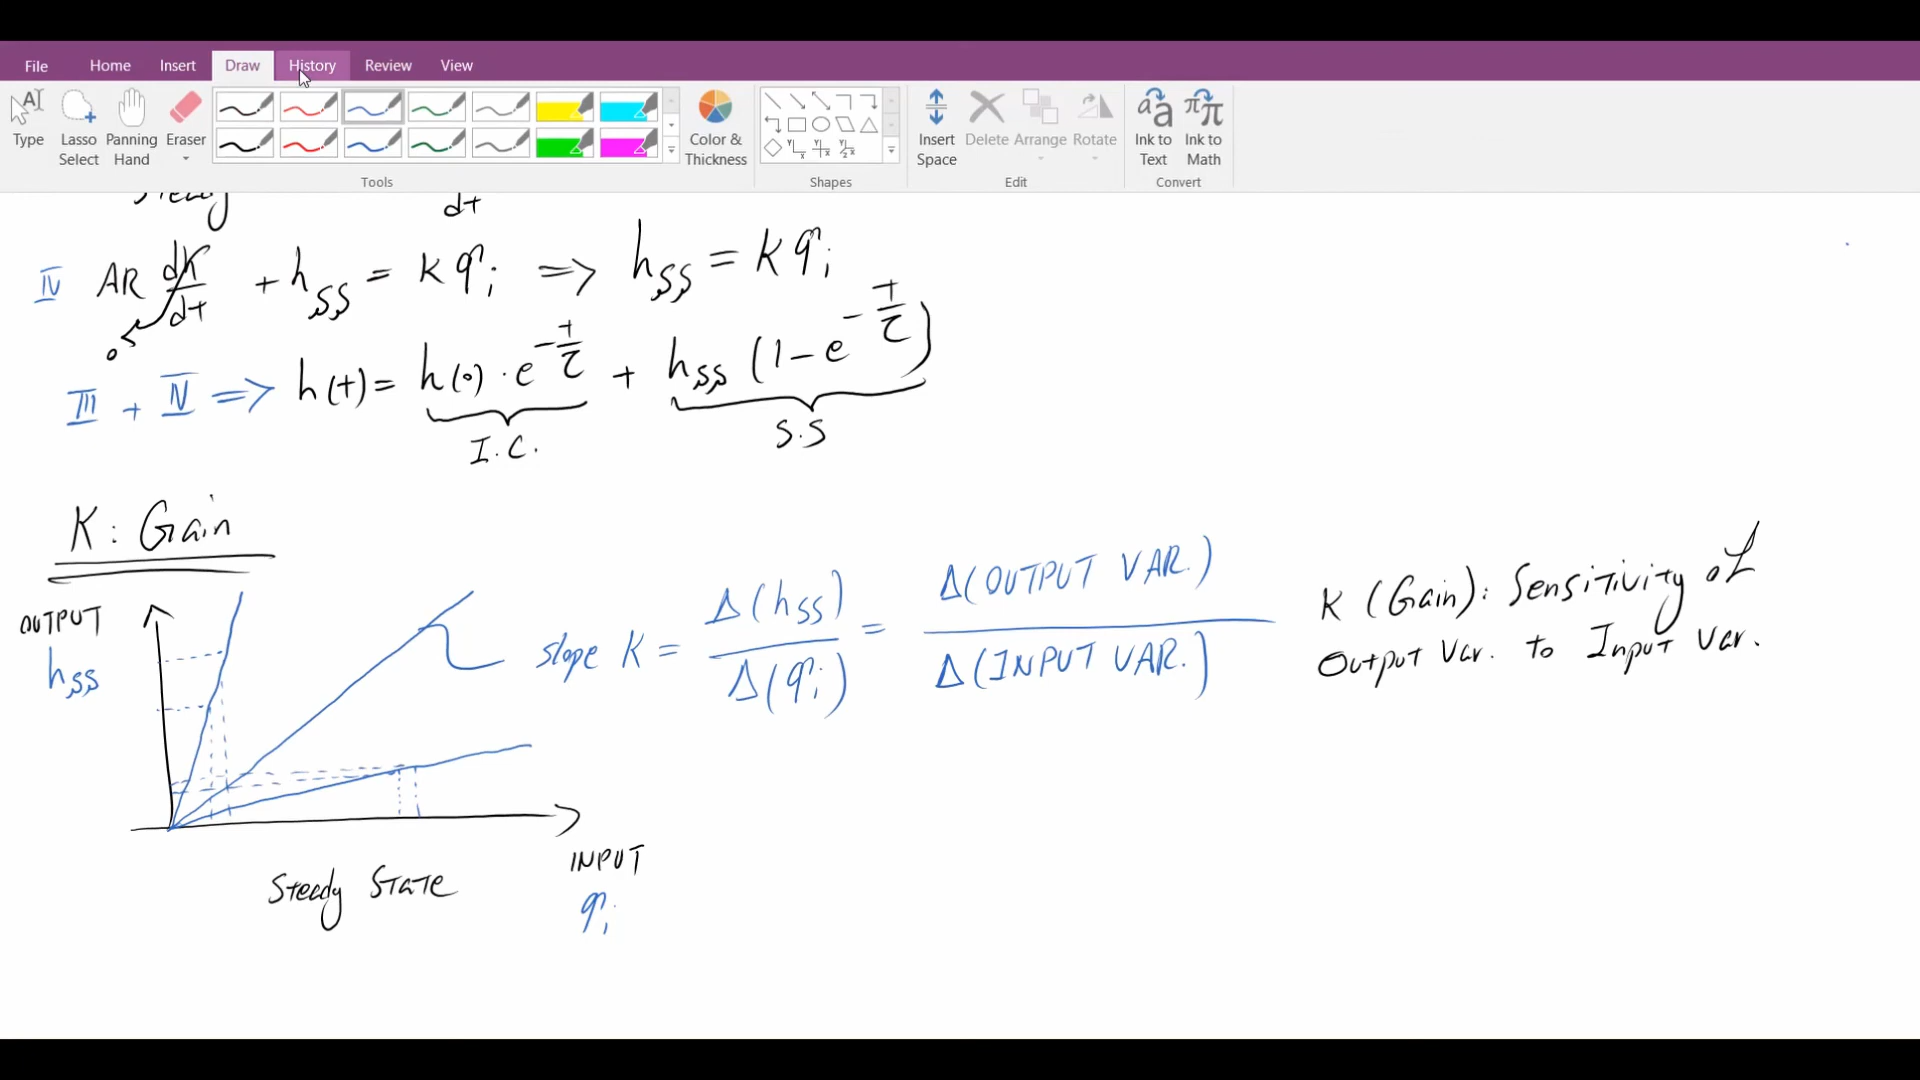 File Home Insert Draw History Review View
Type
Lasso Select
Panning Hand
Eraser
Color & Thickness
Insert Space
Delete
Arrange
Rotate
Ink to Text
Ink to Math
Tools
Shapes
Edit
Convert
Steady
dt
IV AR dh/dt + hss = K qi => hss = K qi
0
III + IV => h(t) = h(0) · e^(-t/τ) + hss (1 - e^(-t/τ))
I.C. S.S
K : Gain
OUTPUT
hss
slope K = Δ(hss)/Δ(qi) = Δ(OUTPUT VAR.)/Δ(INPUT VAR.)
K (Gain): Sensitivity of
Output Var. to Input Var.
INPUT
qi
Steady State